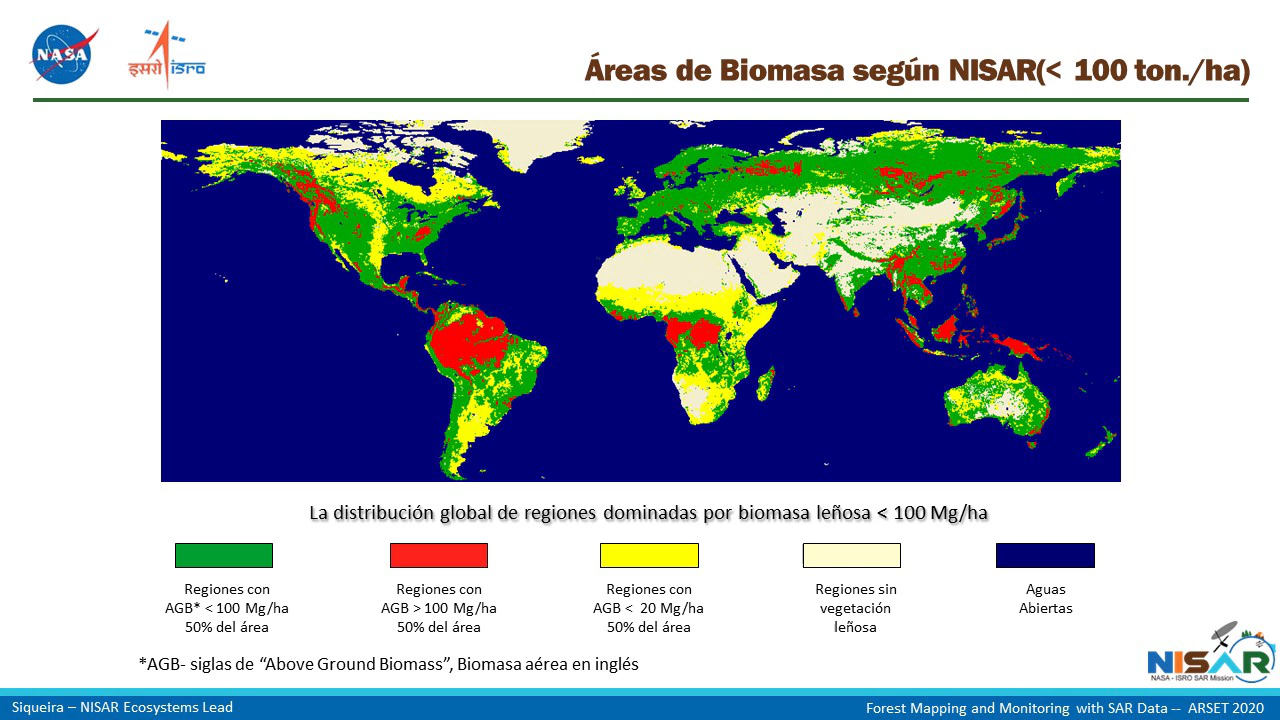 NASA
इसरो isro
Áreas de Biomasa según NISAR(< 100 ton./ha)
La distribución global de regiones dominadas por biomasa leñosa < 100 Mg/ha
Regiones con
AGB* < 100 Mg/ha
50% del área
Regiones con
AGB > 100 Mg/ha
50% del área
Regiones con
AGB < 20 Mg/ha
50% del área
Regiones sin
vegetación
leñosa
Aguas
Abiertas
*AGB- siglas de “Above Ground Biomass”, Biomasa aérea en inglés
NISAR
NASA - ISRO SAR Mission
Siqueira – NISAR Ecosystems Lead
Forest Mapping and Monitoring with SAR Data -- ARSET 2020